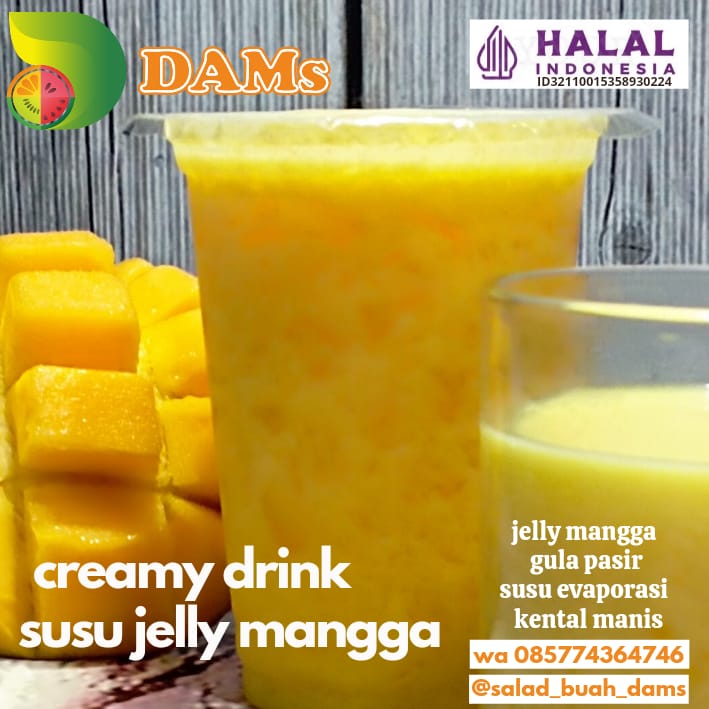 DAMs
HALAL
INDONESIA
ID32110015358930224
creamy drink
susu jelly mangga
jelly mangga
gula pasir
susu evaporasi
kental manis
wa 085774364746
@salad_buah_dams